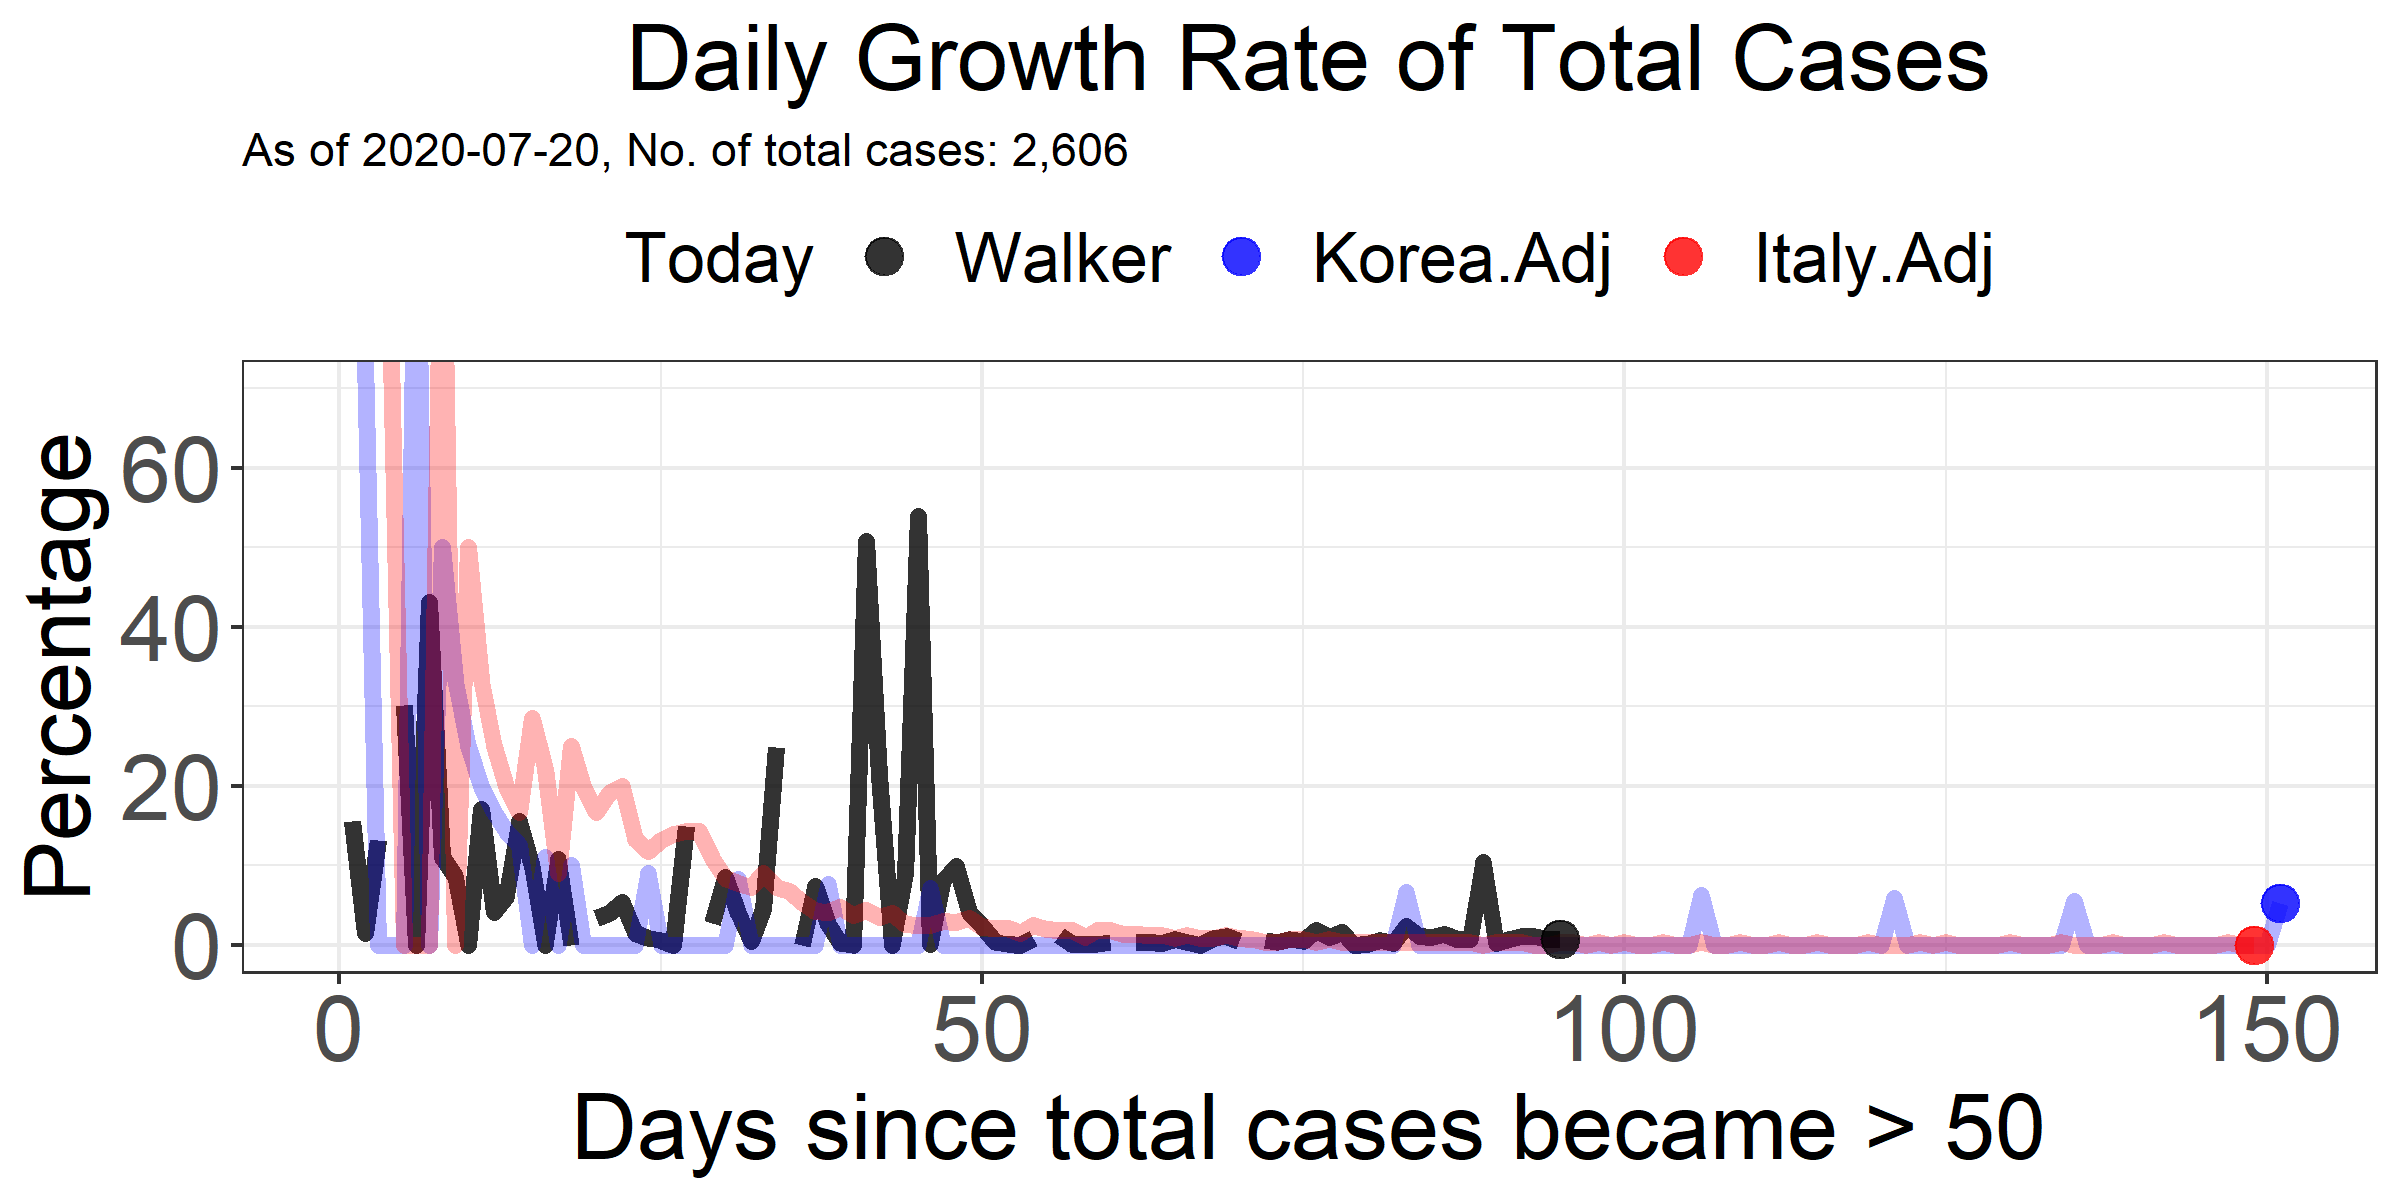 Daily Growth Rate of Total Cases
As of 2020-07-20, No. of total cases: 2,606
Today Walker Korea.Adj Italy.Adj
Percentage
60
40
20
0
0 50 100 150
Days since total cases became > 50